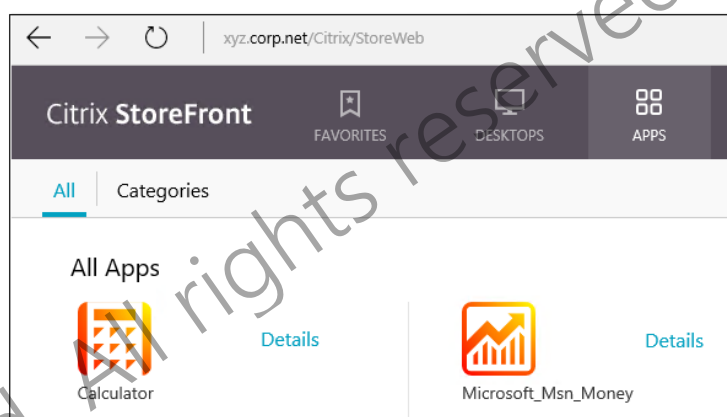 xyz.corp.net/Citrix/StoreWeb
Citrix StoreFront
FAVORITES
DESKTOPS
APPS
All
Categories
All Apps
Details
Details
Calculator
Microsoft_Msn_Money
All rights reserved